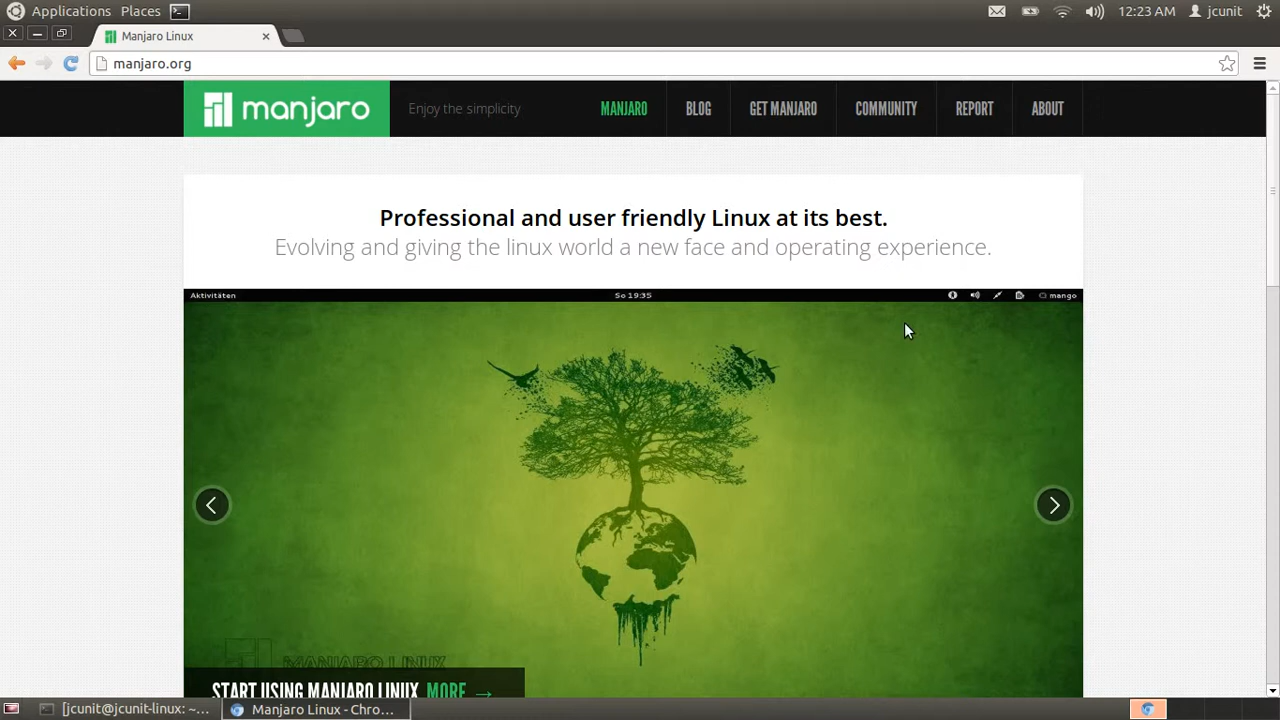 Applications Places 12:23 AM jcunit
Manjaro Linux
manjaro.org
manjaro Enjoy the simplicity MANJARO BLOG GET MANJARO COMMUNITY REPORT ABOUT
Professional and user friendly Linux at its best.
Evolving and giving the linux world a new face and operating experience.
Aktivitäten So 19:35 mango
MANJARO LINUX
START USING MANJARO LINUX MORE →
[jcunit@jcunit-linux: ~... Manjaro Linux - Chro...